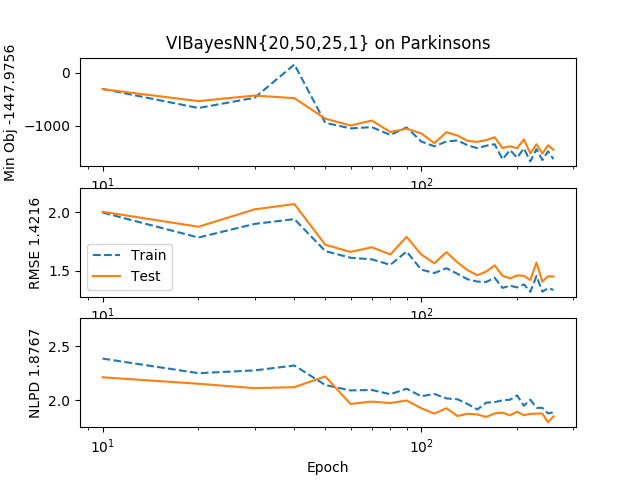 VIBayesNN{20,50,25,1} on Parkinsons
Min Obj -1447.9756
0
−1000
10¹
10²
RMSE 1.4216
2.0
1.5
Train
Test
10¹
10²
NLPD 1.8767
2.5
2.0
10¹
10²
Epoch